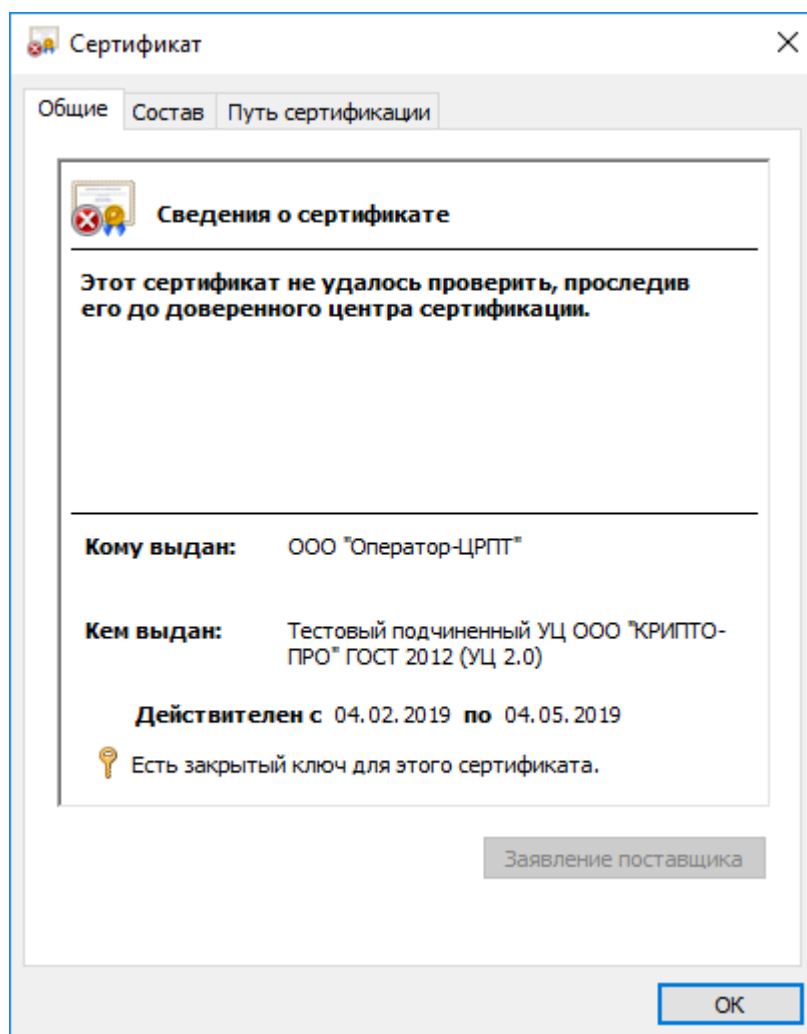 Сертификат
Общие Состав Путь сертификации
Сведения о сертификате
Этот сертификат не удалось проверить, проследив
его до доверенного центра сертификации.
Кому выдан: ООО "Оператор-ЦРПТ"
Кем выдан: Тестовый подчиненный УЦ ООО "КРИПТО-
ПРО" ГОСТ 2012 (УЦ 2.0)
Действителен с 04.02.2019 по 04.05.2019
Есть закрытый ключ для этого сертификата.
Заявление поставщика
ОК